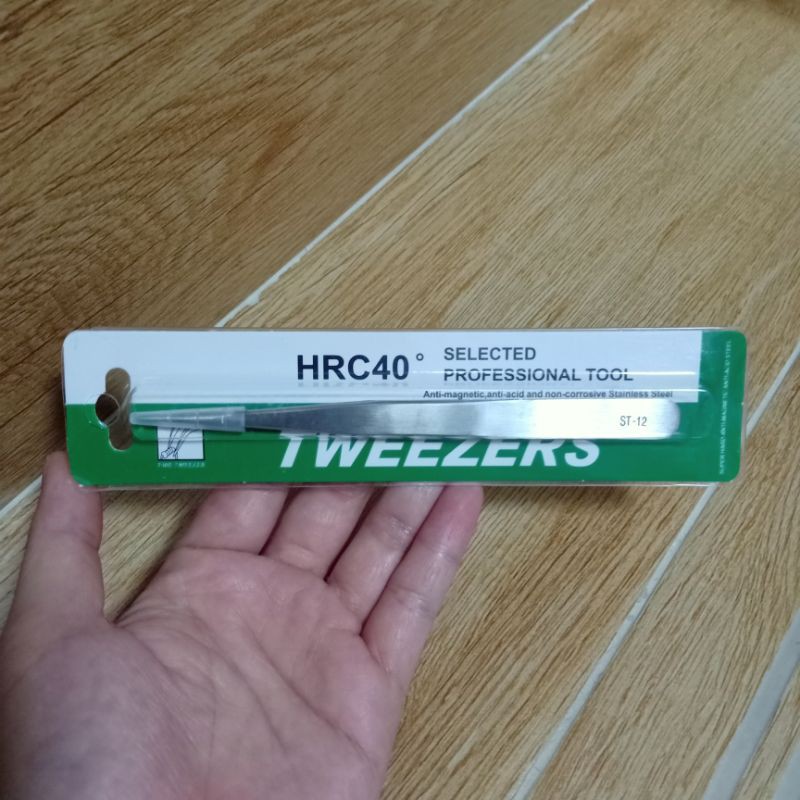 HRC40°
SELECTED
PROFESSIONAL TOOL
Anti-magnetic,anti-acid and non-corrosive Stainless Steel
ST-12
TWEEZERS